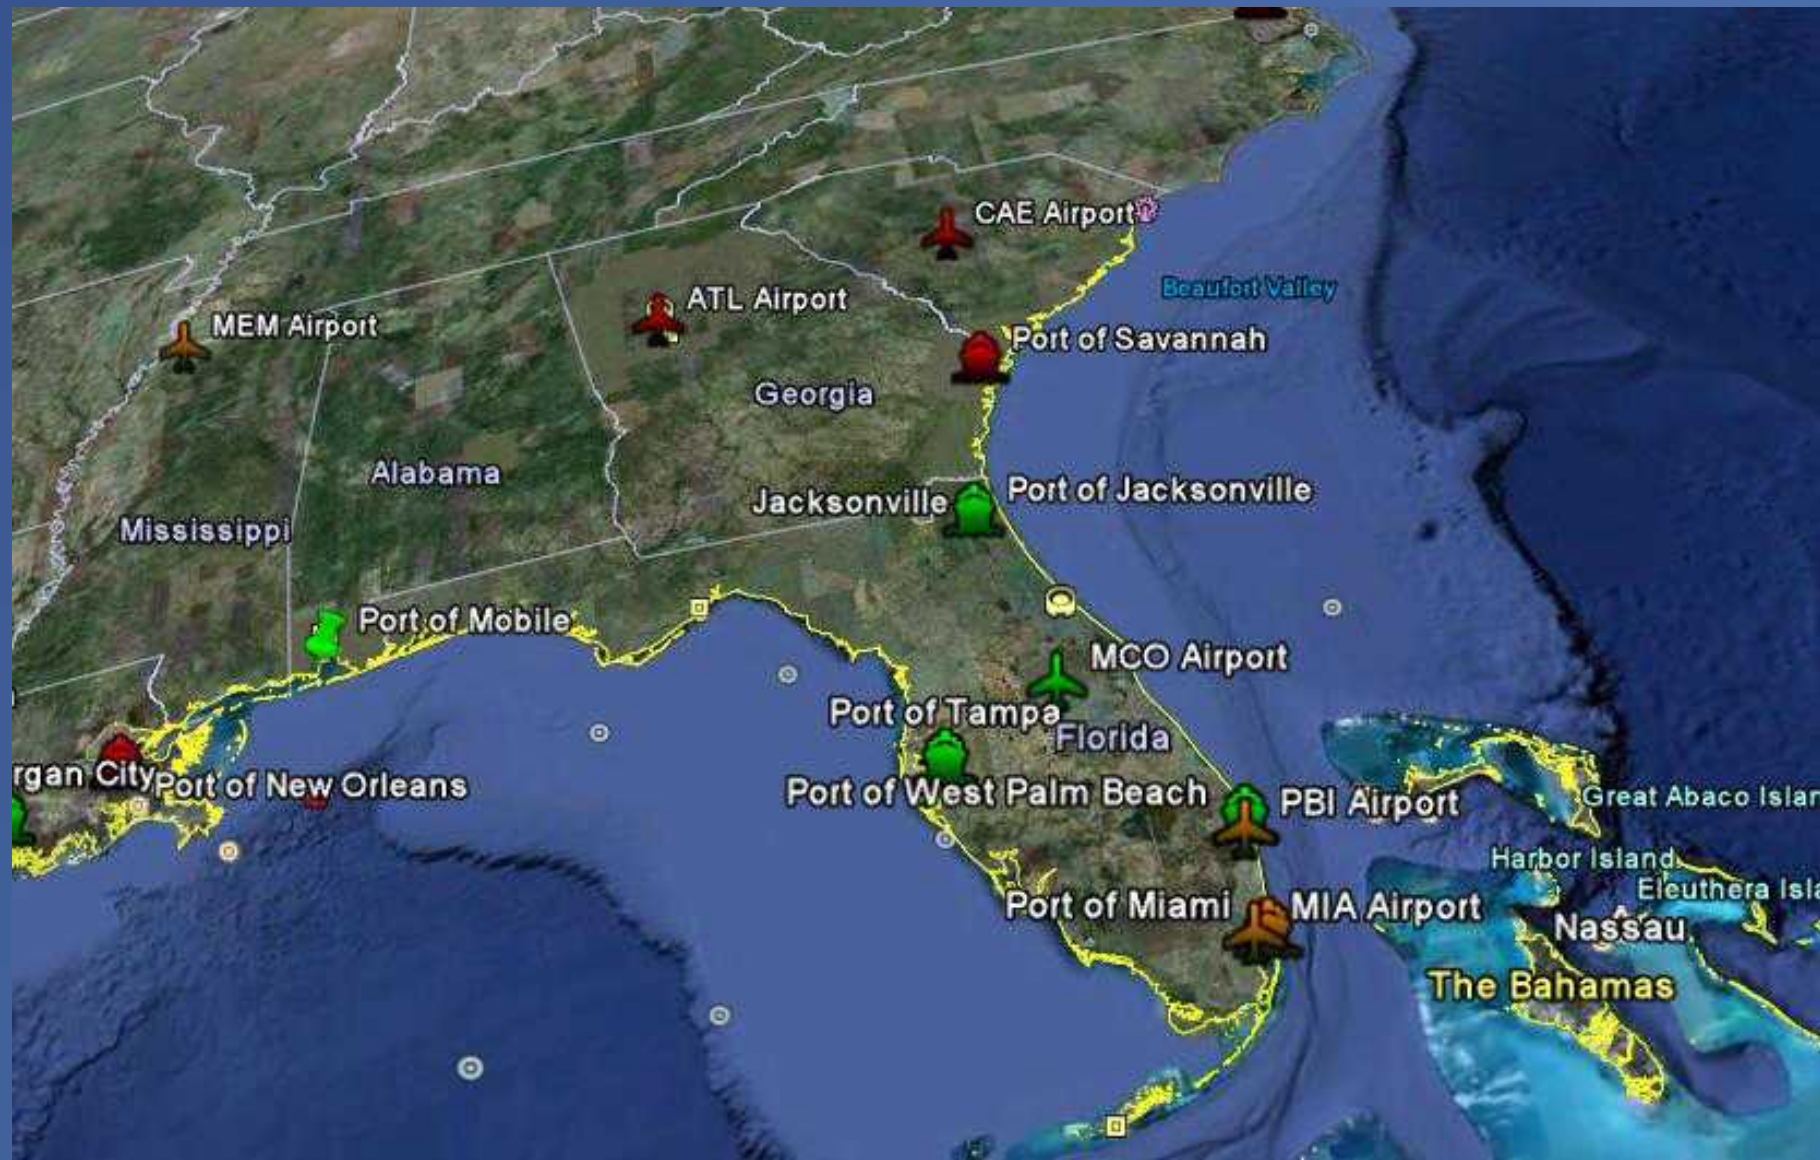 CAE Airport
Beaufort Valley
ATL Airport
MEM Airport
Port of Savannah
Georgia
Alabama
Jacksonville
Port of Jacksonville
Mississippi
Port of Mobile
MCO Airport
Port of Tampa
Florida
rgan City
Port of New Orleans
Port of West Palm Beach
PBI Airport
Great Abaco Islan
Harbor Island
Eleuthera Isla
Port of Miami
MIA Airport
Nassau
The Bahamas